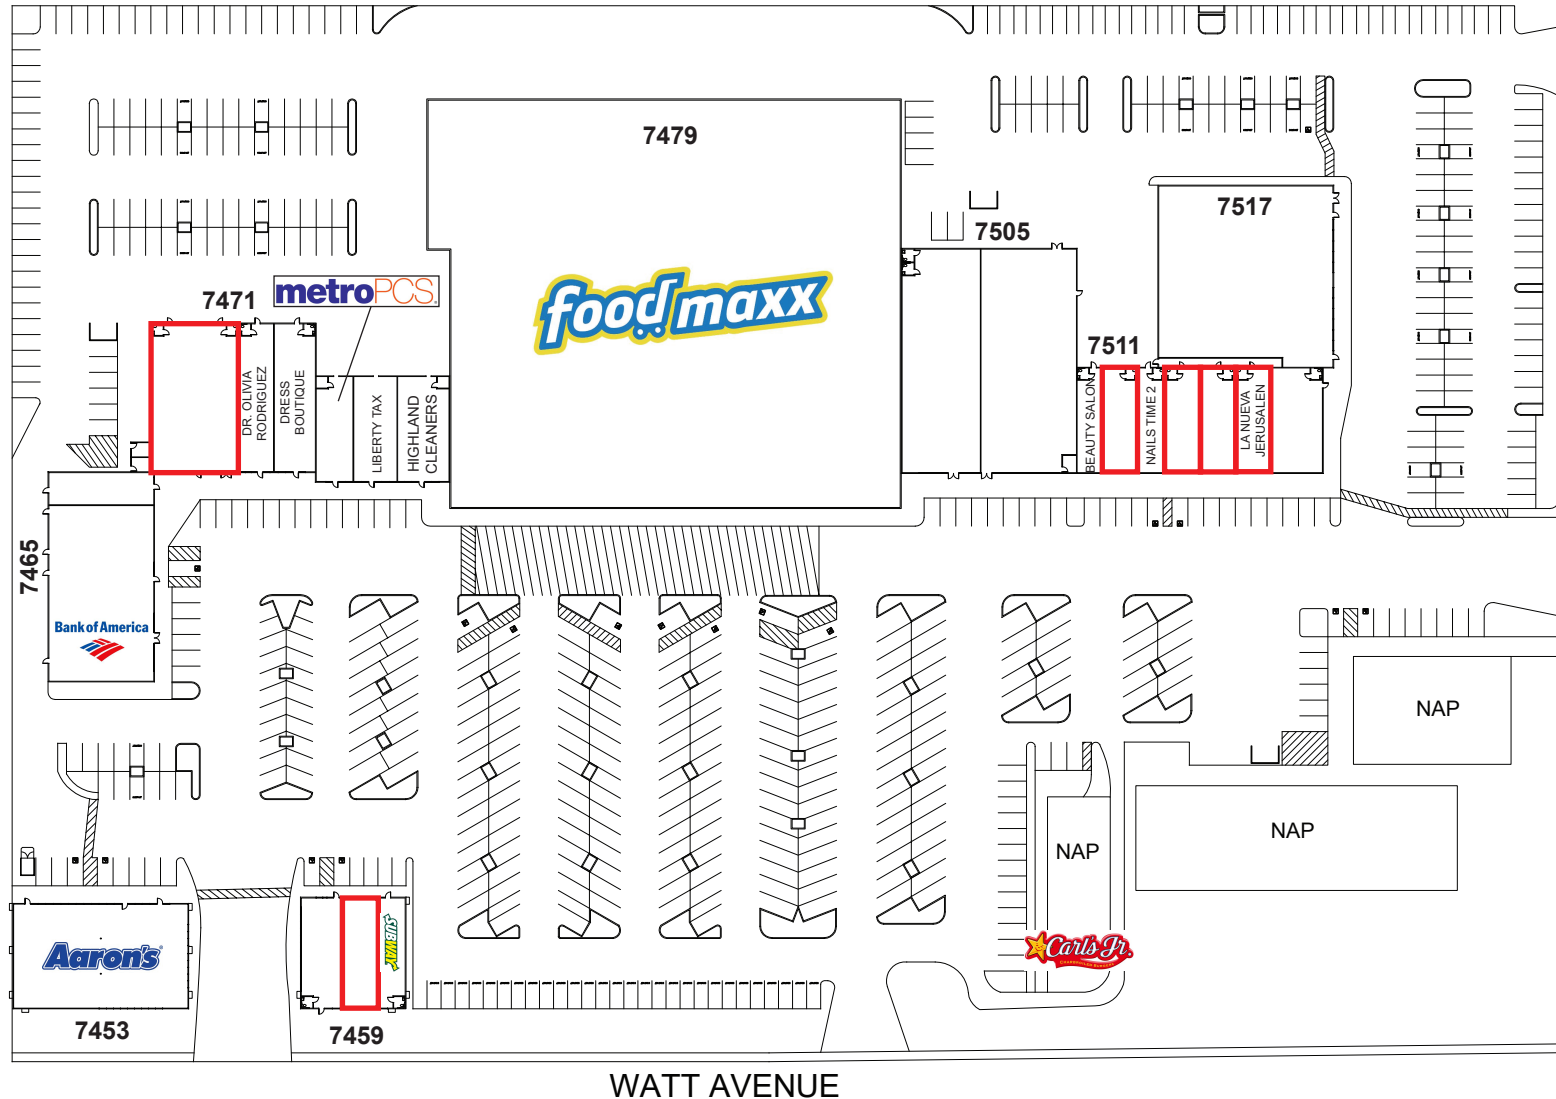 7479
7517
7505
metroPCS.
7471
foodmaxx
7511
DR. OLIVIA
RODRIGUEZ
DRESS
BOUTIQUE
LIBERTY TAX
HIGHLAND
CLEANERS
BEAUTY SALON
NAILS TIME 2
LA NUEVA
JERUSALEN
7465
Bank of America
NAP
NAP
NAP
Aaron's
SUBWAY
Carl's Jr.
7453
7459
WATT AVENUE